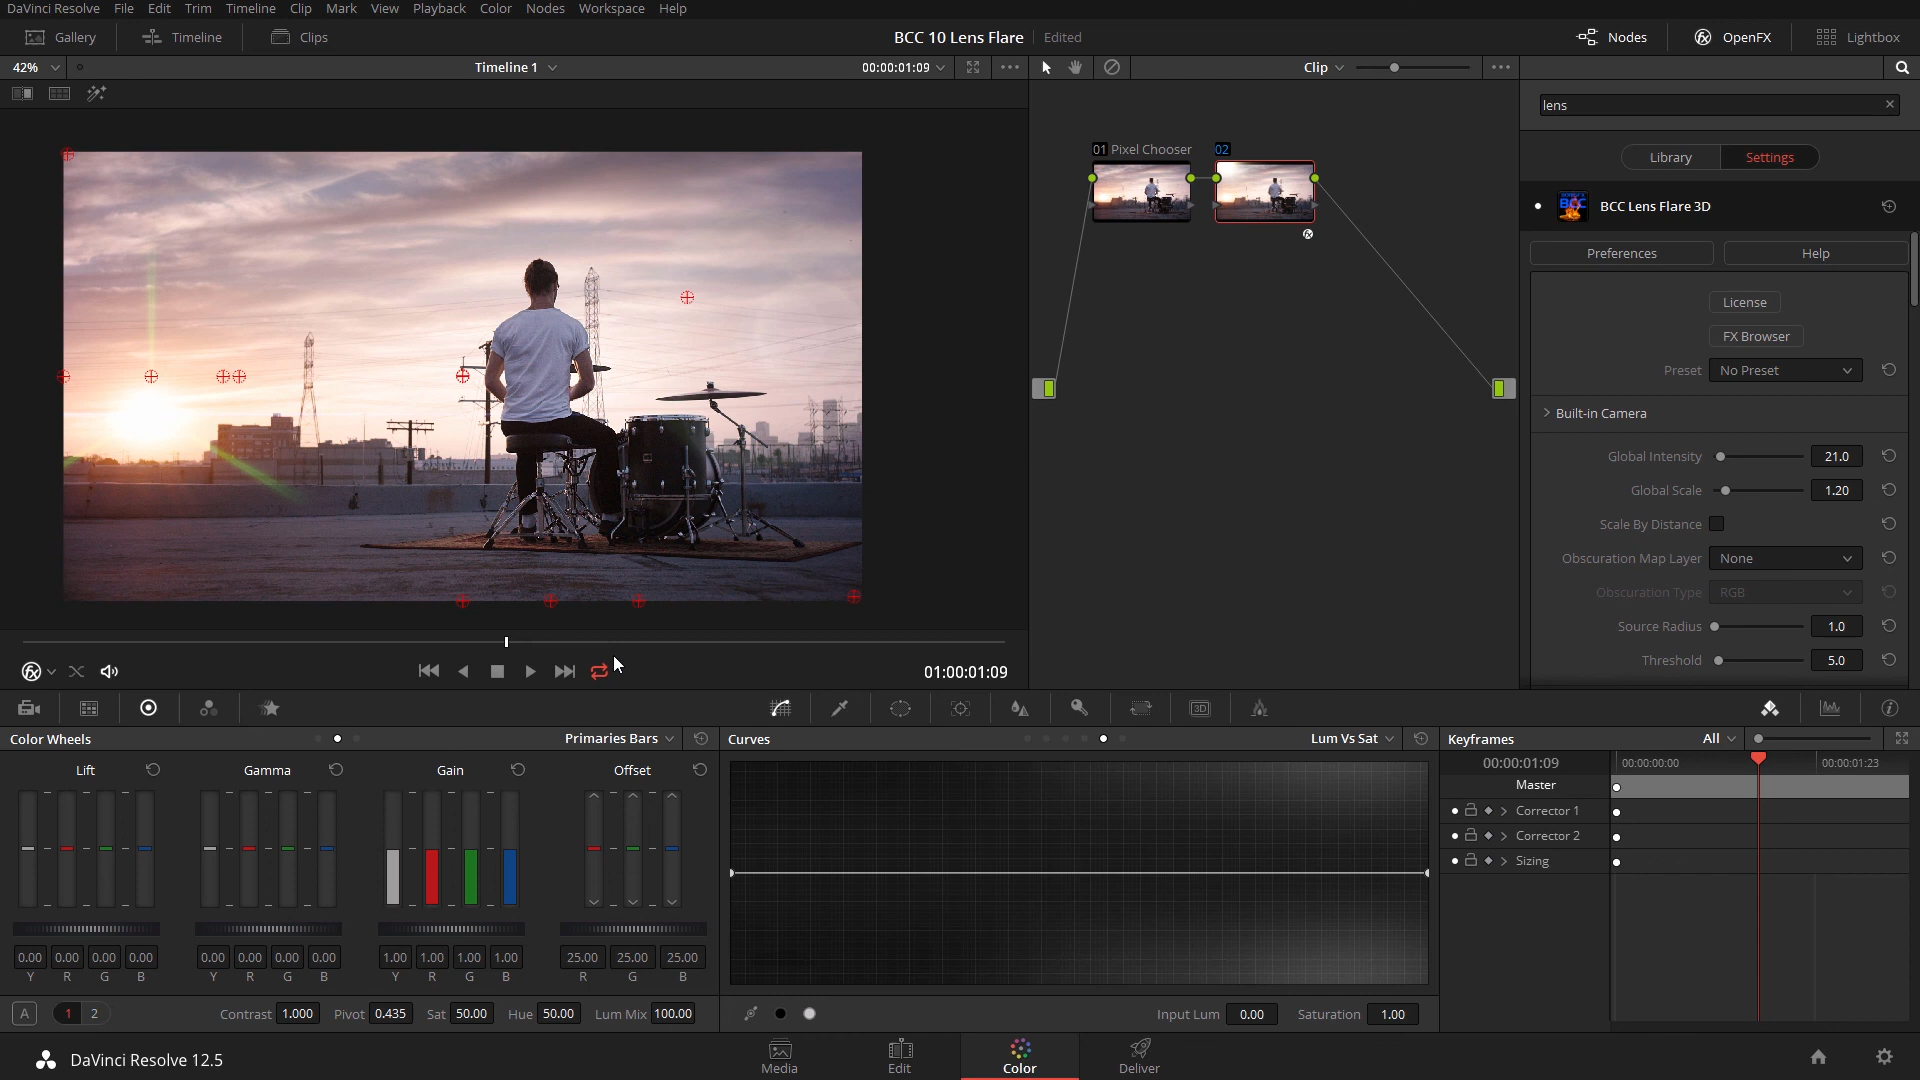 DaVinci Resolve File Edit Trim Timeline Clip Mark View Playback Color Nodes Workspace Help
Gallery Timeline Clips BCC 10 Lens Flare Edited Nodes OpenFX Lightbox
42% Timeline 1 00:00:01:09 Clip
lens
01 Pixel Chooser 02
Library Settings
BCC Lens Flare 3D
Preferences Help
License
FX Browser
Preset No Preset
Built-in Camera
Global Intensity 21.0
Global Scale 1.20
Scale By Distance
Obscuration Map Layer None
Obscuration Type RGB
Source Radius 1.0
Threshold 5.0
01:00:01:09
3D
Color Wheels Primaries Bars Curves Lum Vs Sat Keyframes All
Lift Gamma Gain Offset
00:00:01:09 00:00:00:00 00:00:01:23
Master
Corrector 1
Corrector 2
Sizing
0.00 0.00 0.00 0.00 0.00 0.00 0.00 0.00 1.00 1.00 1.00 1.00 25.00 25.00 25.00
Y R G B Y R G B Y R G B R G B
A 1 2 Contrast 1.000 Pivot 0.435 Sat 50.00 Hue 50.00 Lum Mix 100.00 Input Lum 0.00 Saturation 1.00
DaVinci Resolve 12.5 Media Edit Color Deliver